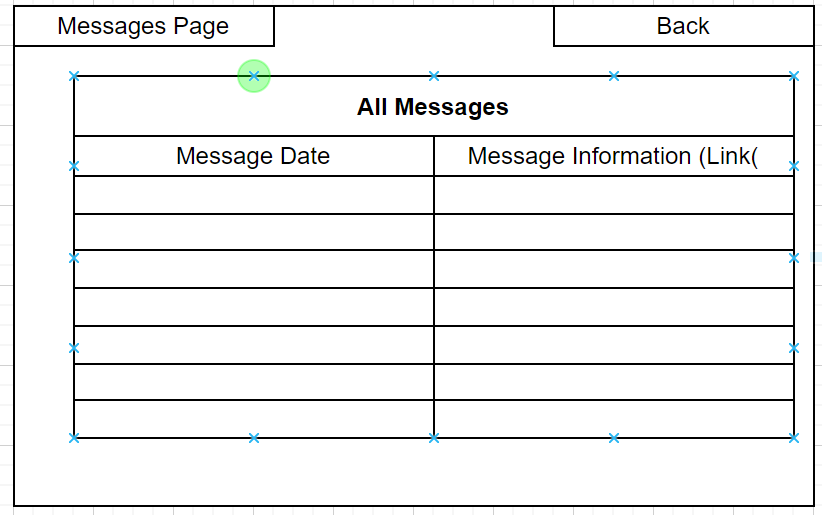 Messages Page
Back
All Messages
Message Date
Message Information (Link(